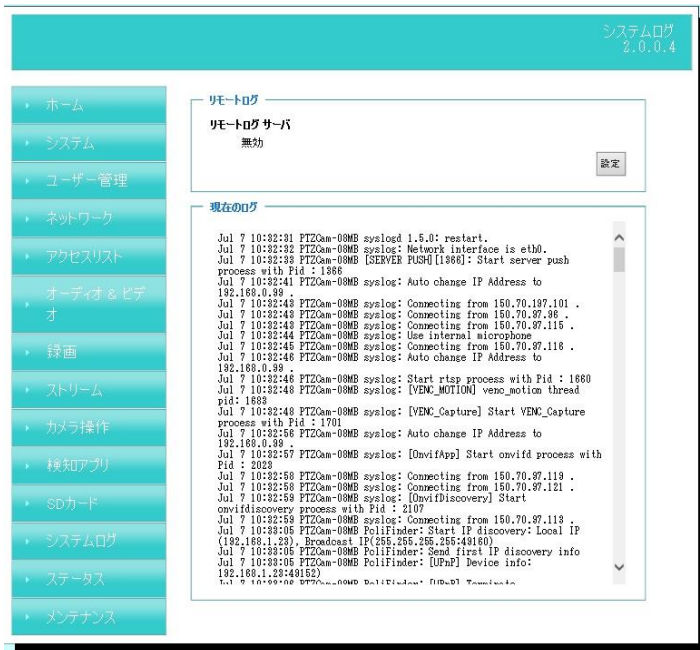 システムログ
2.0.0.4
ホーム
システム
ユーザー管理
ネットワーク
アクセスリスト
オーディオ & ビデ
オ
録画
ストリーム
カメラ操作
検知アプリ
SDカード
システムログ
ステータス
メンテナンス
リモートログ
リモートログ サーバ
無効
設定
現在のログ
Jul 7 10:32:31 PTZCam-08MB syslogd 1.5.0: restart.
Jul 7 10:32:32 PTZCam-08MB syslog: Network interface is eth0.
Jul 7 10:32:33 PTZCam-08MB [SERVER PUSH][1366]: Start server push
process with Pid : 1366
Jul 7 10:32:41 PTZCam-08MB syslog: Auto change IP Address to
192.168.0.99 .
Jul 7 10:32:43 PTZCam-08MB syslog: Connecting from 150.70.197.101 .
Jul 7 10:32:43 PTZCam-08MB syslog: Connecting from 150.70.97.96 .
Jul 7 10:32:43 PTZCam-08MB syslog: Connecting from 150.70.97.115 .
Jul 7 10:32:44 PTZCam-08MB syslog: Use internal microphone
Jul 7 10:32:45 PTZCam-08MB syslog: Connecting from 150.70.97.116 .
Jul 7 10:32:46 PTZCam-08MB syslog: Auto change IP Address to
192.168.0.99 .
Jul 7 10:32:46 PTZCam-08MB syslog: Start rtsp process with Pid : 1660
Jul 7 10:32:48 PTZCam-08MB syslog: [VENC_MOTION] venc_motion thread
pid: 1683
Jul 7 10:32:48 PTZCam-08MB syslog: [VENC_Capture] Start VENC_Capture
process with Pid : 1701
Jul 7 10:32:56 PTZCam-08MB syslog: Auto change IP Address to
192.168.0.99 .
Jul 7 10:32:57 PTZCam-08MB syslog: [OnvifApp] Start onvifd process with
Pid : 2023
Jul 7 10:32:58 PTZCam-08MB syslog: Connecting from 150.70.97.119 .
Jul 7 10:32:58 PTZCam-08MB syslog: Connecting from 150.70.97.121 .
Jul 7 10:32:59 PTZCam-08MB syslog: [OnvifDiscovery] Start
onvifdiscovery process with Pid : 2107
Jul 7 10:32:59 PTZCam-08MB syslog: Connecting from 150.70.97.113 .
Jul 7 10:33:05 PTZCam-08MB PoliFinder: Start IP discovery: Local IP
(192.168.1.23), Broadcast IP(255.255.255.255:49160)
Jul 7 10:33:05 PTZCam-08MB PoliFinder: Send first IP discovery info
Jul 7 10:33:05 PTZCam-08MB PoliFinder: [UPnP] Device info:
192.168.1.23:49152)
Jul 7 10:33:06 PTZCam-08MB PoliFinder: [UPnP] Terminate